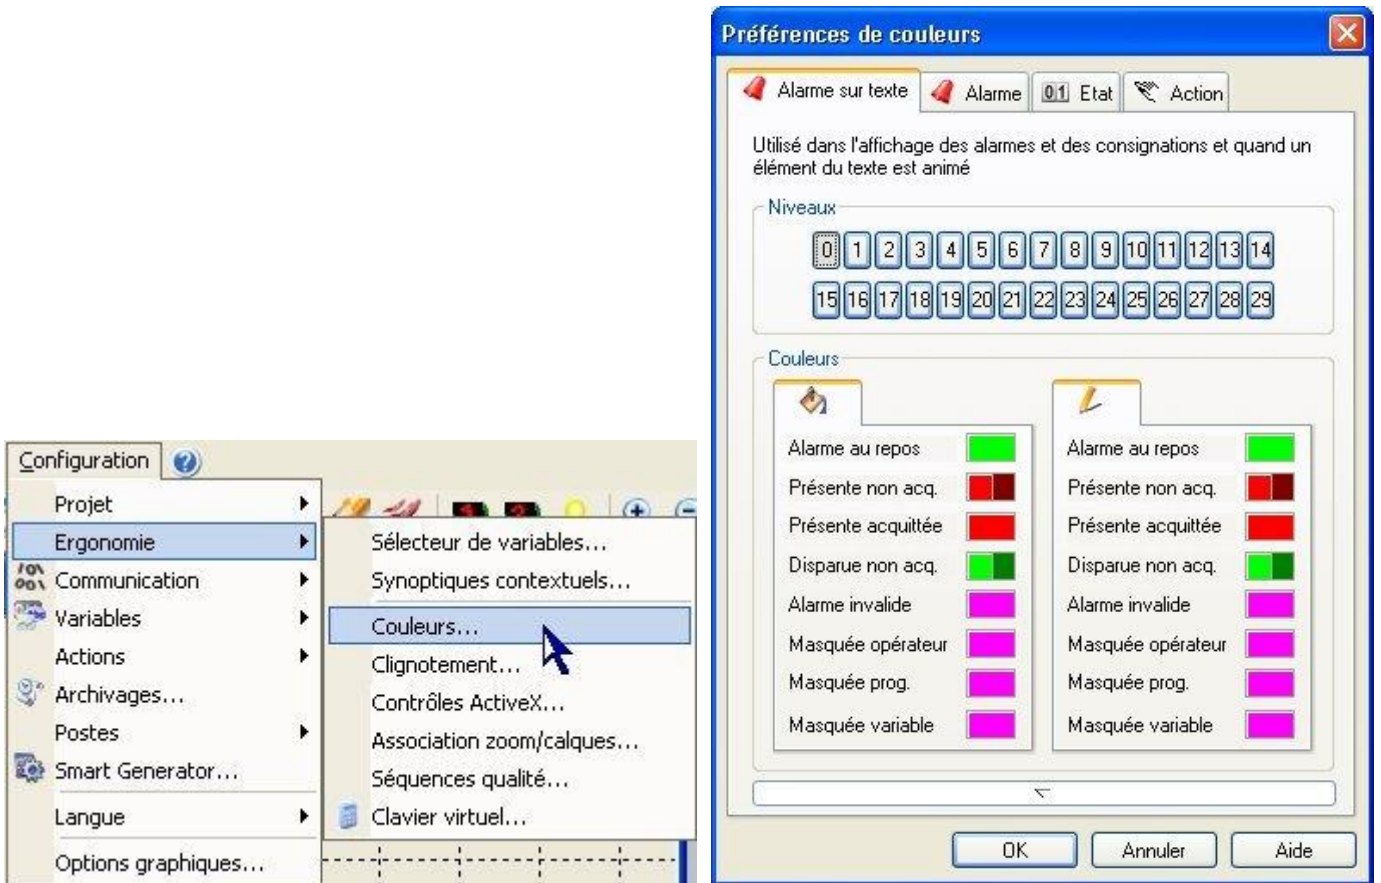 Configuration
Projet
Ergonomie
Communication
Variables
Actions
Archivages...
Postes
Smart Generator...
Langue
Options graphiques...
Sélecteur de variables...
Synoptiques contextuels...
Couleurs...
Clignotement...
Contrôles ActiveX...
Association zoom/calques...
Séquences qualité...
Clavier virtuel...
Préférences de couleurs
Alarme sur texte Alarme 01 Etat Action
Utilisé dans l'affichage des alarmes et des consignations et quand un
élément du texte est animé
Niveaux
0 1 2 3 4 5 6 7 8 9 10 11 12 13 14
15 16 17 18 19 20 21 22 23 24 25 26 27 28 29
Couleurs
Alarme au repos Alarme au repos
Présente non acq. Présente non acq.
Présente acquittée Présente acquittée
Disparue non acq. Disparue non acq.
Alarme invalide Alarme invalide
Masquée opérateur Masquée opérateur
Masquée prog. Masquée prog.
Masquée variable Masquée variable
OK Annuler Aide